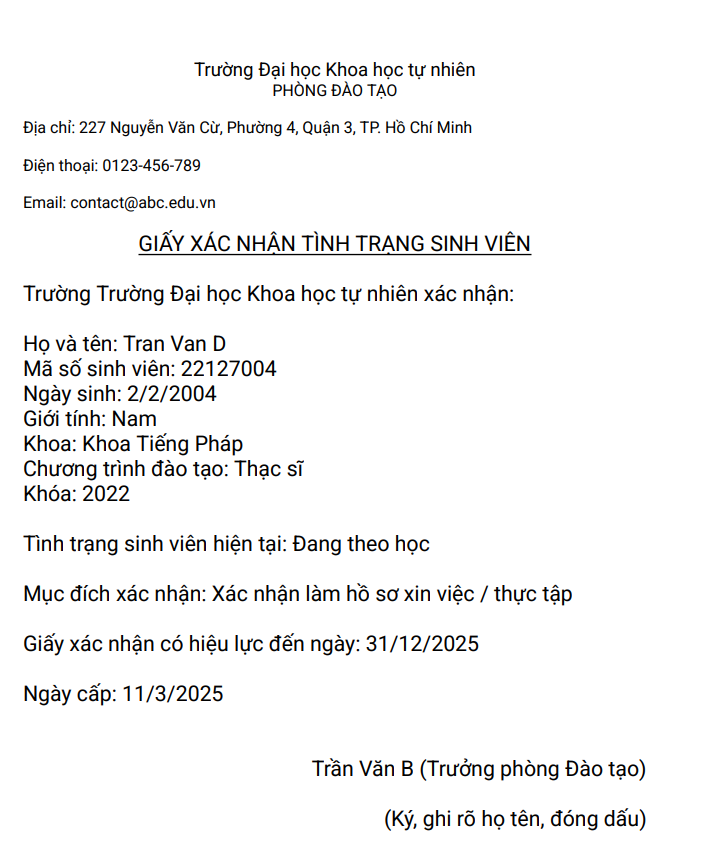 Trường Đại học Khoa học tự nhiên
PHÒNG ĐÀO TẠO
Địa chỉ: 227 Nguyễn Văn Cừ, Phường 4, Quận 3, TP. Hồ Chí Minh
Điện thoại: 0123-456-789
Email: contact@abc.edu.vn
GIẤY XÁC NHẬN TÌNH TRẠNG SINH VIÊN
Trường Trường Đại học Khoa học tự nhiên xác nhận:
Họ và tên: Tran Van D
Mã số sinh viên: 22127004
Ngày sinh: 2/2/2004
Giới tính: Nam
Khoa: Khoa Tiếng Pháp
Chương trình đào tạo: Thạc sĩ
Khóa: 2022
Tình trạng sinh viên hiện tại: Đang theo học
Mục đích xác nhận: Xác nhận làm hồ sơ xin việc / thực tập
Giấy xác nhận có hiệu lực đến ngày: 31/12/2025
Ngày cấp: 11/3/2025
Trần Văn B (Trưởng phòng Đào tạo)
(Ký, ghi rõ họ tên, đóng dấu)